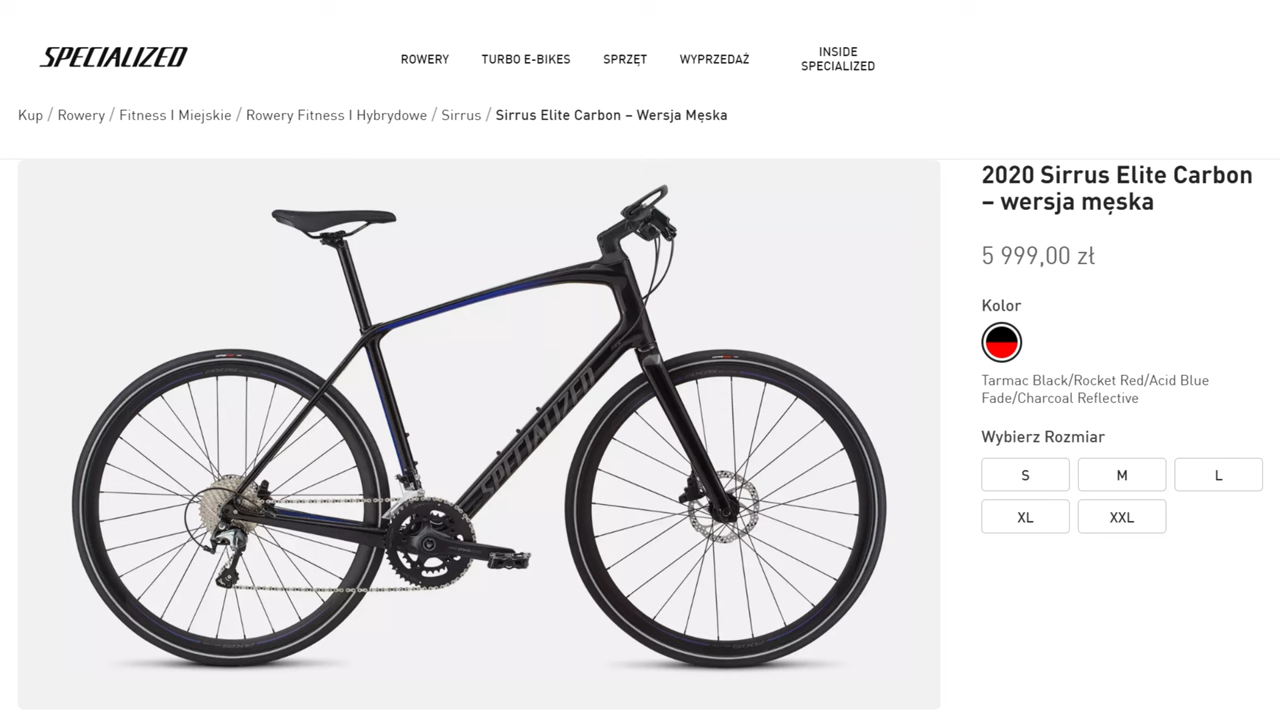 SPECIALIZED
ROWERY
TURBO E-BIKES
SPRZĘT
WYPRZEDAŻ
INSIDE
SPECIALIZED
Kup / Rowery / Fitness I Miejskie / Rowery Fitness I Hybrydowe / Sirrus / Sirrus Elite Carbon – Wersja Męska
SPECIALIZED
2020 Sirrus Elite Carbon
– wersja męska
5 999,00 zł
Kolor
Tarmac Black/Rocket Red/Acid Blue
Fade/Charcoal Reflective
Wybierz Rozmiar
S
M
L
XL
XXL